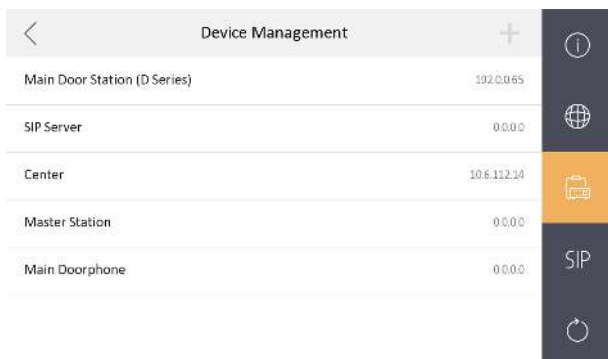 Device Management
Main Door Station (D Series) 192.0.0.65
SIP Server 0.0.0.0
Center 10.6.112.14
Master Station 0.0.0.0
Main Doorphone 0.0.0.0
SIP